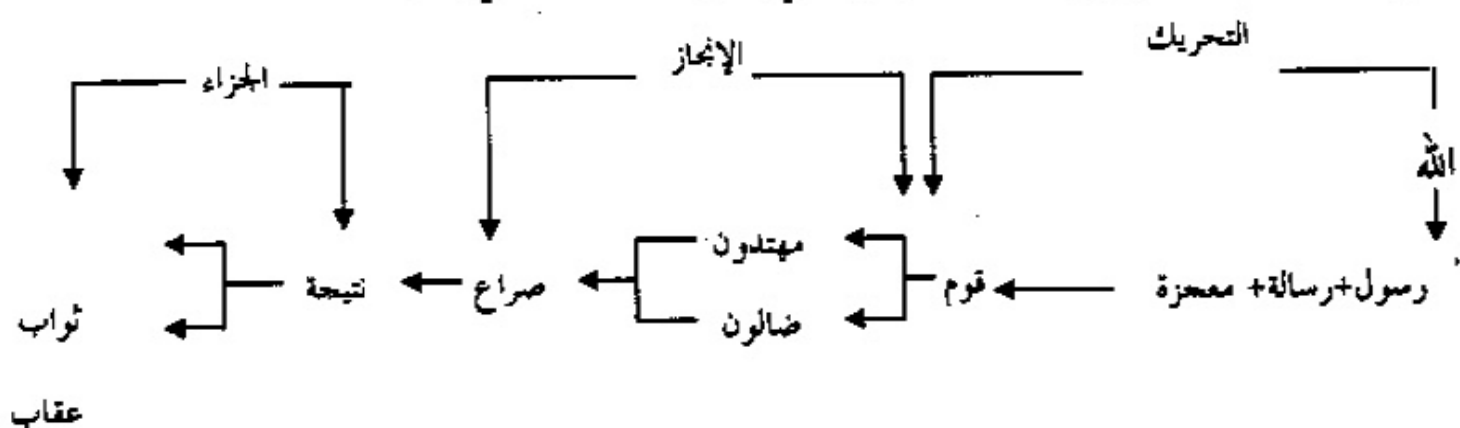 التحريك
الإنجاز
الجزاء
الله
رسول+رسالة+ معجزة
قوم
مهتدون
ضالون
صراع
نتيجة
ثواب
عقاب